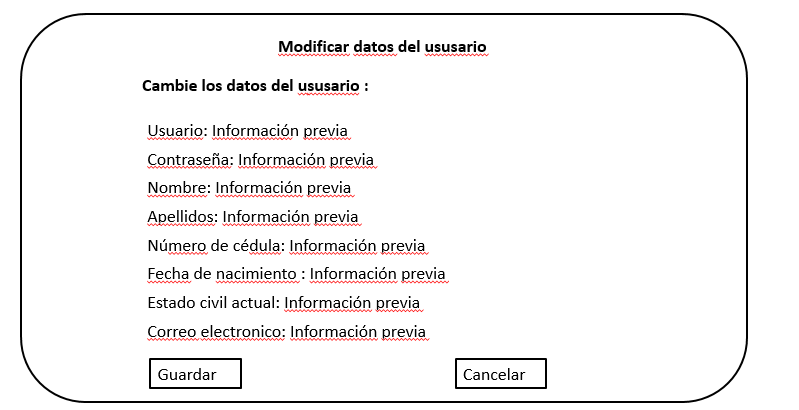 Modificar datos del ususario
Cambie los datos del ususario :
Usuario: Información previa
Contraseña: Información previa
Nombre: Información previa
Apellidos: Información previa
Número de cédula: Información previa
Fecha de nacimiento : Información previa
Estado civil actual: Información previa
Correo electronico: Información previa
Guardar
Cancelar